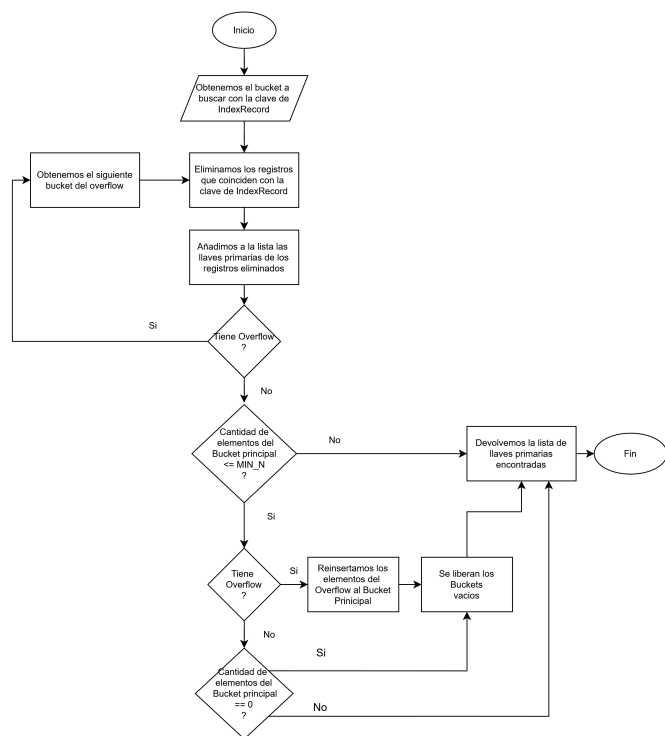 Inicio
Obtenemos el bucket a
buscar con la clave de
IndexRecord
Obtenemos el siguiente
bucket del overflow
Eliminamos los registros
que coinciden con la
clave de IndexRecord
Añadimos a la lista las
llaves primarias de los
registros eliminados
Si
Tiene Overflow
?
No
Cantidad de
elementos del
Bucket principal
<= MIN_N
?
No
Devolvemos la lista de
llaves primarias
encontradas
Fin
Si
Tiene
Overflow
?
Si
Reinsertamos los
elementos del
Overflow al Bucket
Prinicipal
Se liberan los
Buckets
vacios
No
Si
Cantidad de
elementos del
Bucket principal
== 0
?
No